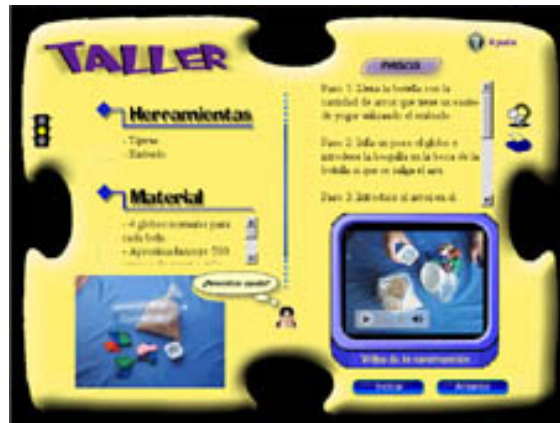 TALLER
Ayuda
Herramientas
- Tijeras
- Embudo
Material
- 4 globos normales para
cada bola.
- Aproximadamente 700
¿Necesitas ayuda?
PASOS
Paso 1: Llena la botella con la
cantidad de arroz que tiene un vasito
de yogur utilizando el embudo.
Paso 2: Infla un poco el globo e
introduce la boquilla en la boca de la
botella si que se salga el aire.
Paso 3: Introduce el arroz en el
Video de la construcción